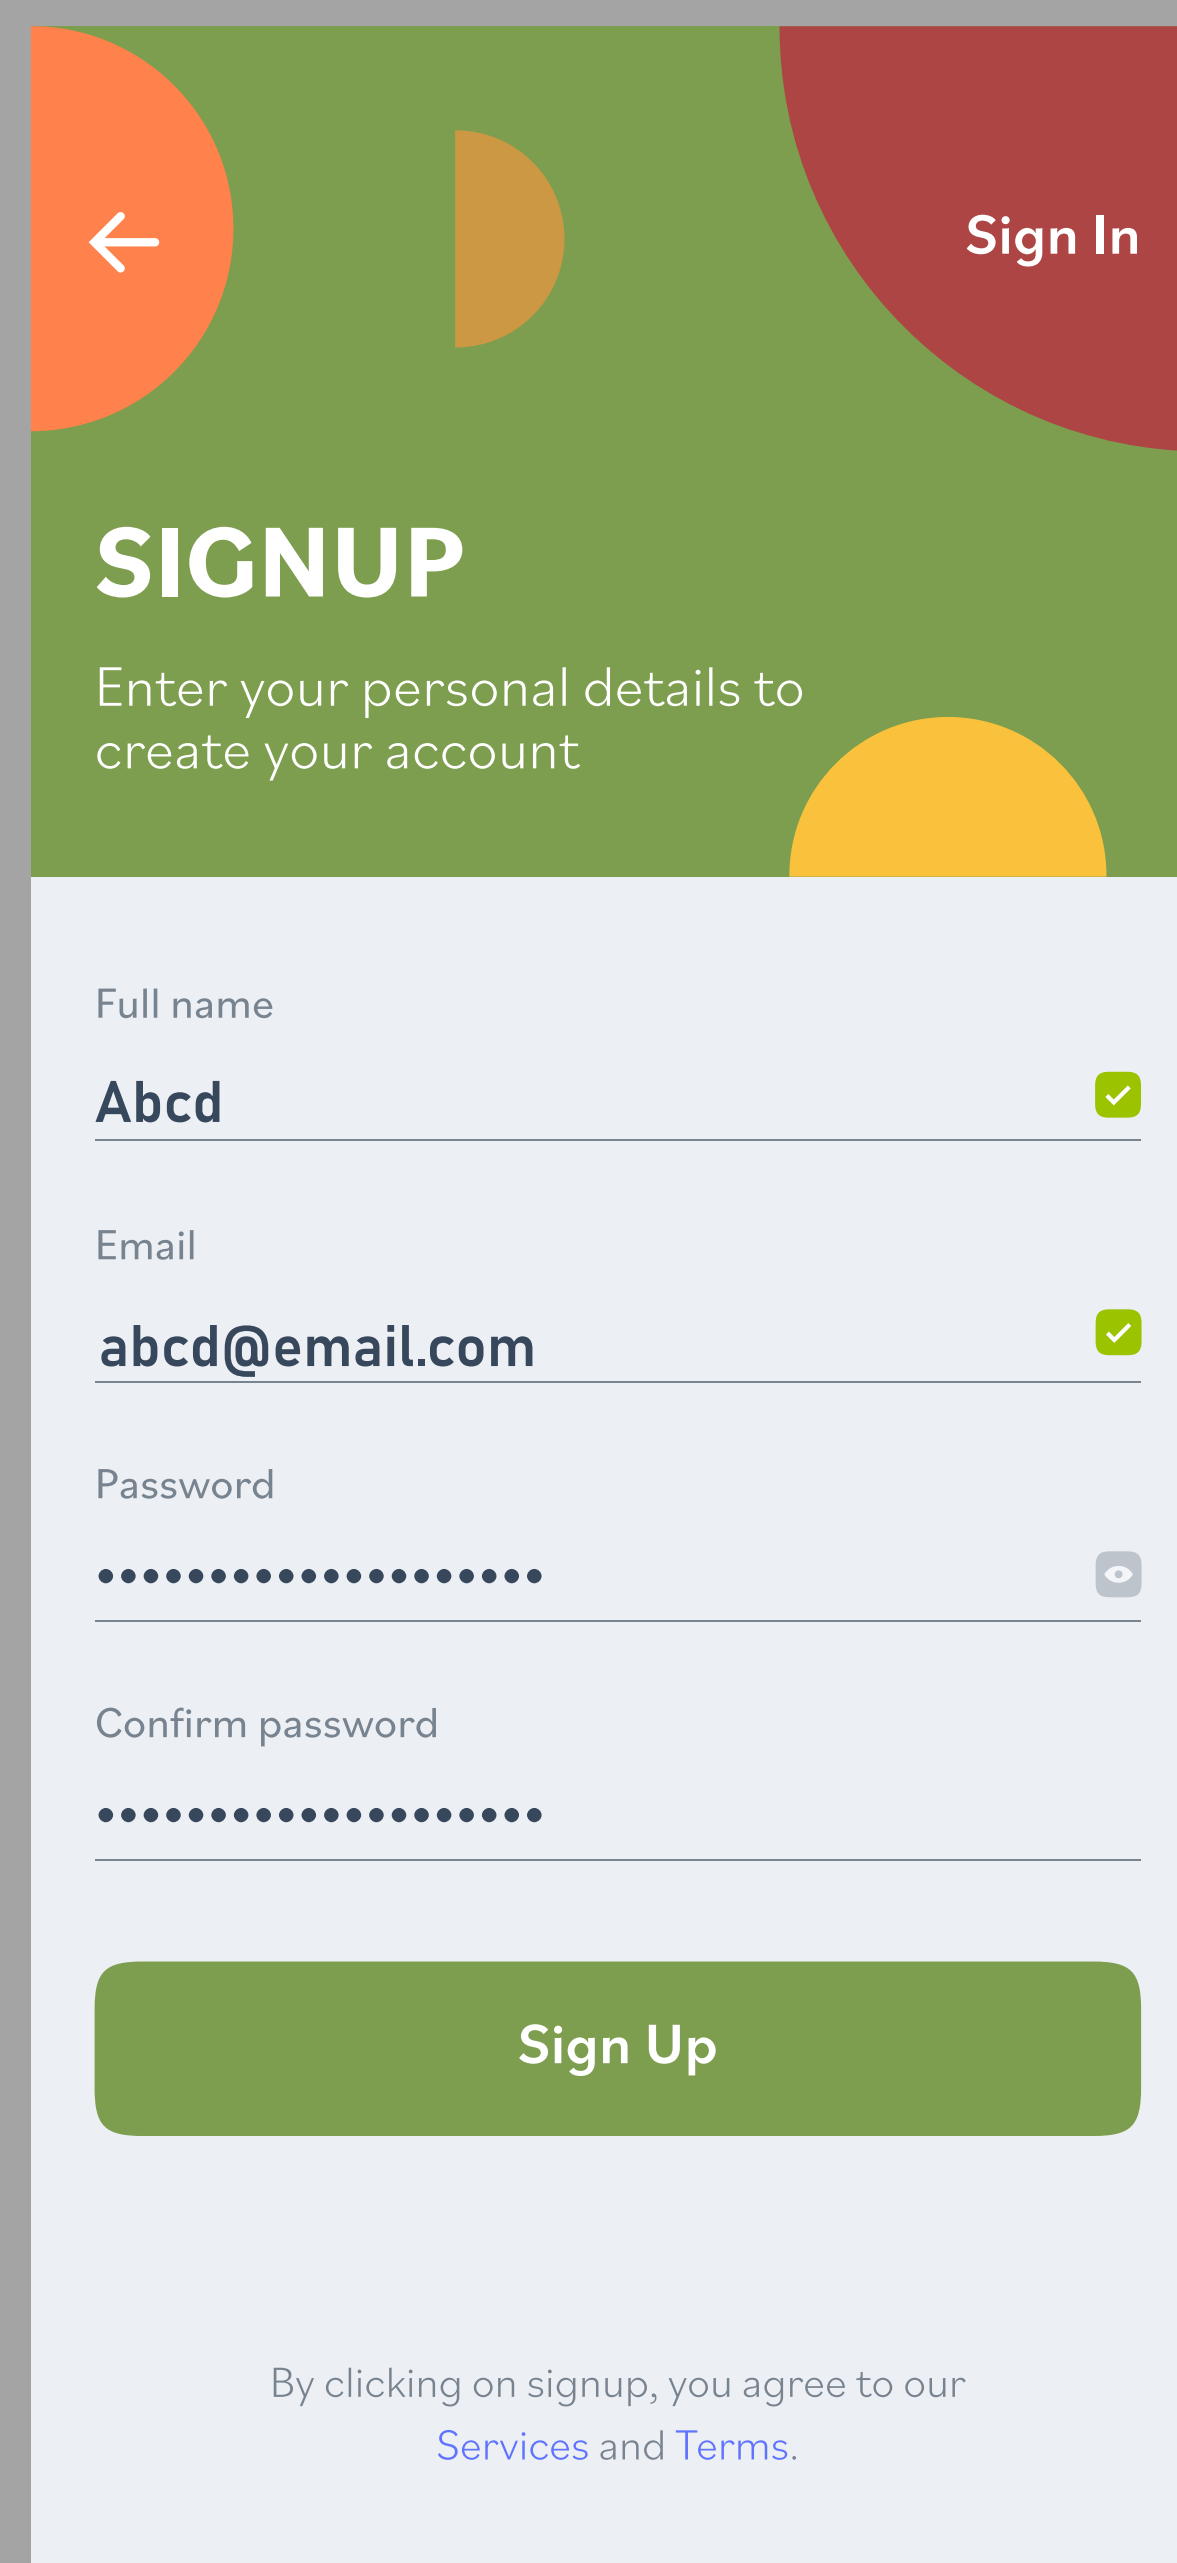 Sign In
SIGNUP
Enter your personal details to
create your account
Full name
Abcd
Email
abcd@email.com
Password
••••••••••••••••••••
Confirm password
••••••••••••••••••••
Sign Up
By clicking on signup, you agree to our
Services and Terms.